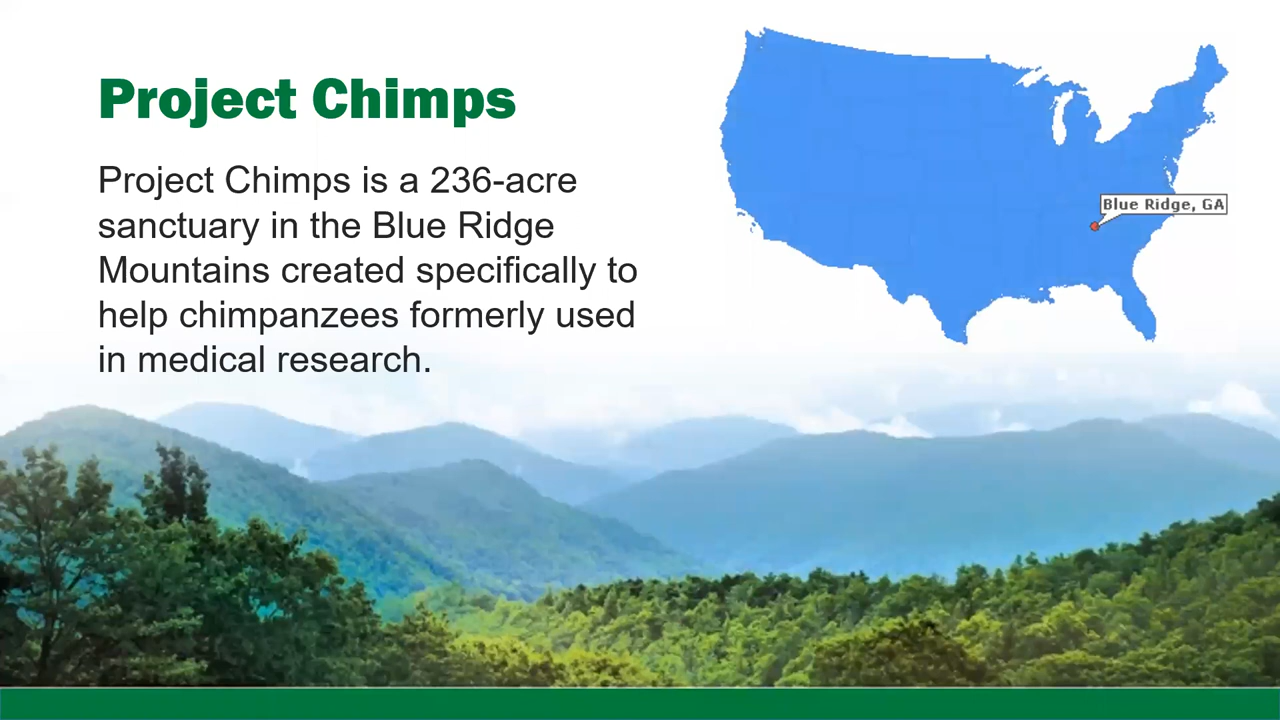 Project Chimps
Project Chimps is a 236-acre
sanctuary in the Blue Ridge
Mountains created specifically to
help chimpanzees formerly used
in medical research.
Blue Ridge, GA